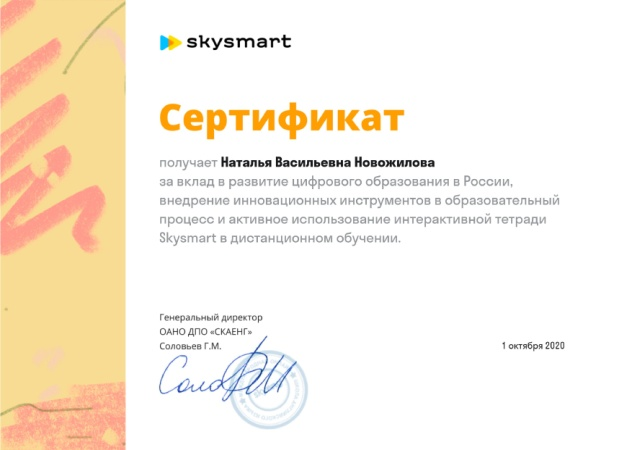 skysmart
Сертификат
получает Наталья Васильевна Новожилова
за вклад в развитие цифрового образования в России,
внедрение инновационных инструментов в образовательный
процесс и активное использование интерактивной тетради
Skysmart в дистанционном обучении.
Генеральный директор
ОАНО ДПО «СКАЕНГ»
Соловьев Г.М.
1 октября 2020